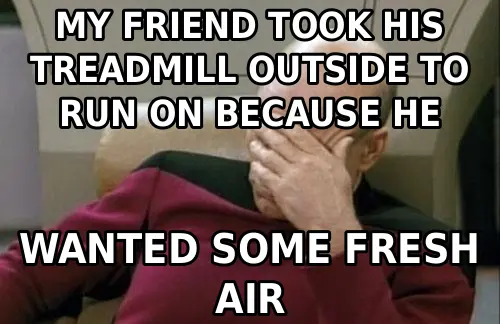 MY FRIEND TOOK HIS
TREADMILL OUTSIDE TO
RUN ON BECAUSE HE
WANTED SOME FRESH
AIR